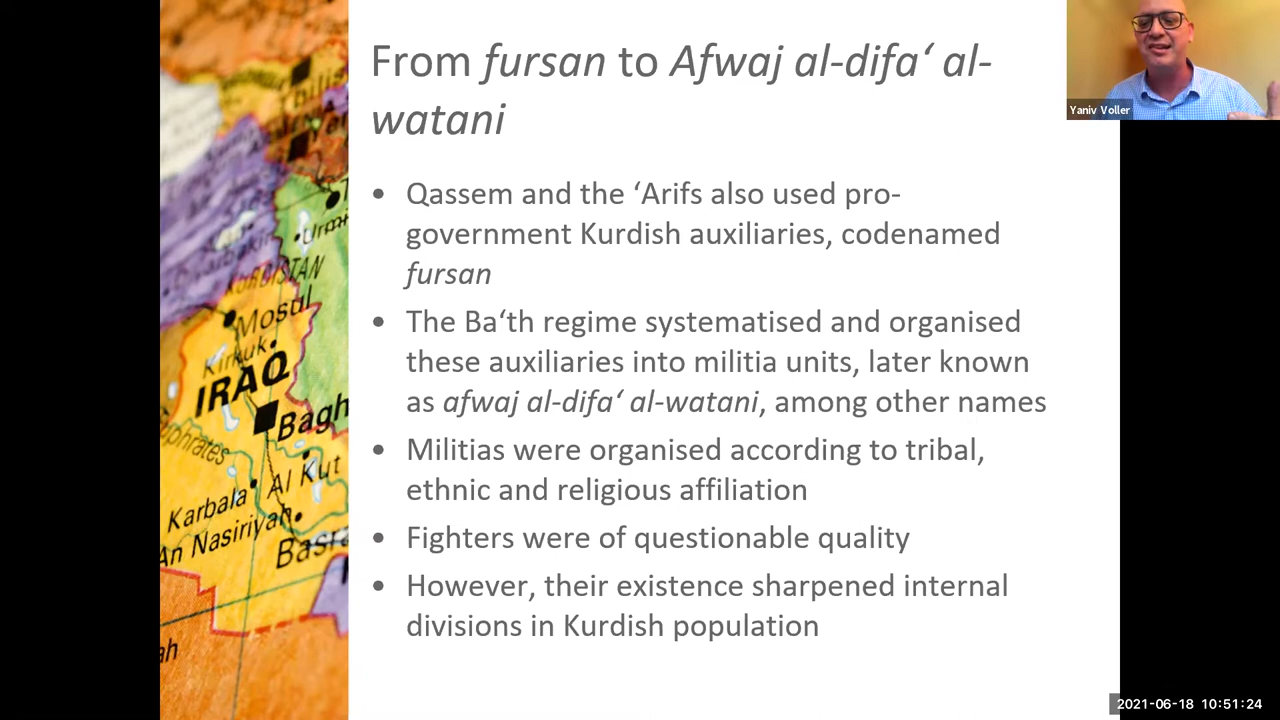 From fursan to Afwaj al-difa‘ al-
watani
Qassem and the ‘Arifs also used pro-
government Kurdish auxiliaries, codenamed
fursan
The Ba‘th regime systematised and organised
these auxiliaries into militia units, later known
as afwaj al-difa‘ al-watani, among other names
Militias were organised according to tribal,
ethnic and religious affiliation
Fighters were of questionable quality
However, their existence sharpened internal
divisions in Kurdish population
Yaniv Voller
2021-06-18 10:51:24
KURDISTAN
Mosul
Kirkuk
IRAQ
Bagh
Al Kut
Karbala
An Nasiriyah
Basra